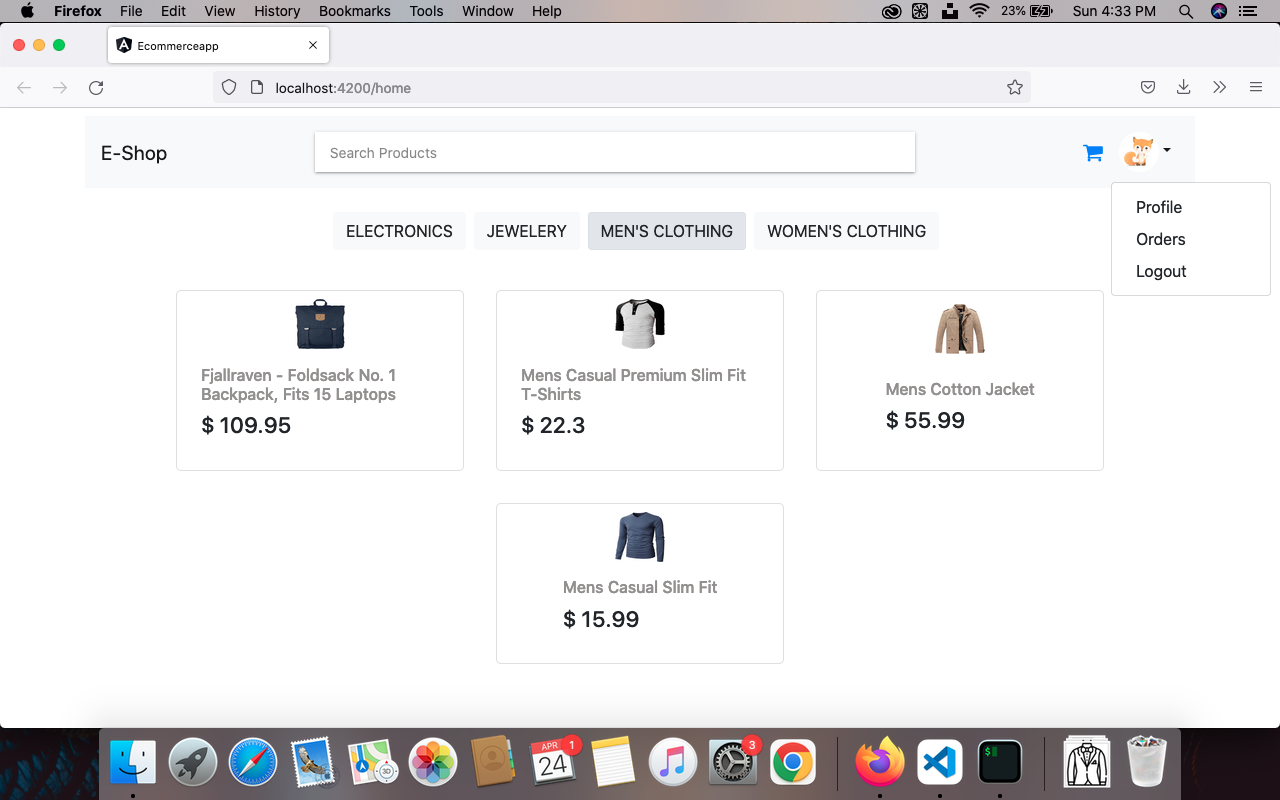 Firefox File Edit View History Bookmarks Tools Window Help 23% Sun 4:33 PM
Ecommerceapp
localhost:4200/home
E-Shop Search Products
Profile
Orders
Logout
ELECTRONICS JEWELERY MEN'S CLOTHING WOMEN'S CLOTHING
Fjallraven - Foldsack No. 1
Backpack, Fits 15 Laptops
$ 109.95
Mens Casual Premium Slim Fit
T-Shirts
$ 22.3
Mens Cotton Jacket
$ 55.99
Mens Casual Slim Fit
$ 15.99
3D
APR
24
1
3
$